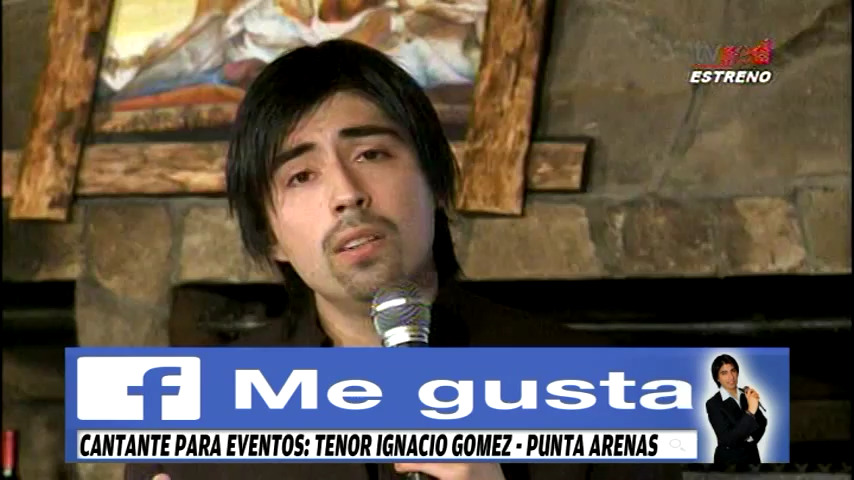 ESTRENO
f Me gusta
CANTANTE PARA EVENTOS: TENOR IGNACIO GOMEZ - PUNTA ARENAS